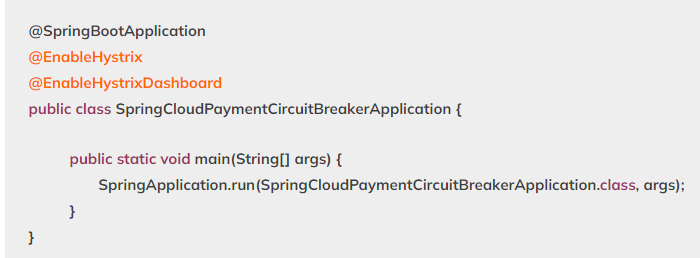 @SpringBootApplication
@EnableHystrix
@EnableHystrixDashboard
public class SpringCloudPaymentCircuitBreakerApplication {
public static void main(String[] args) {
SpringApplication.run(SpringCloudPaymentCircuitBreakerApplication.class, args);
}
}